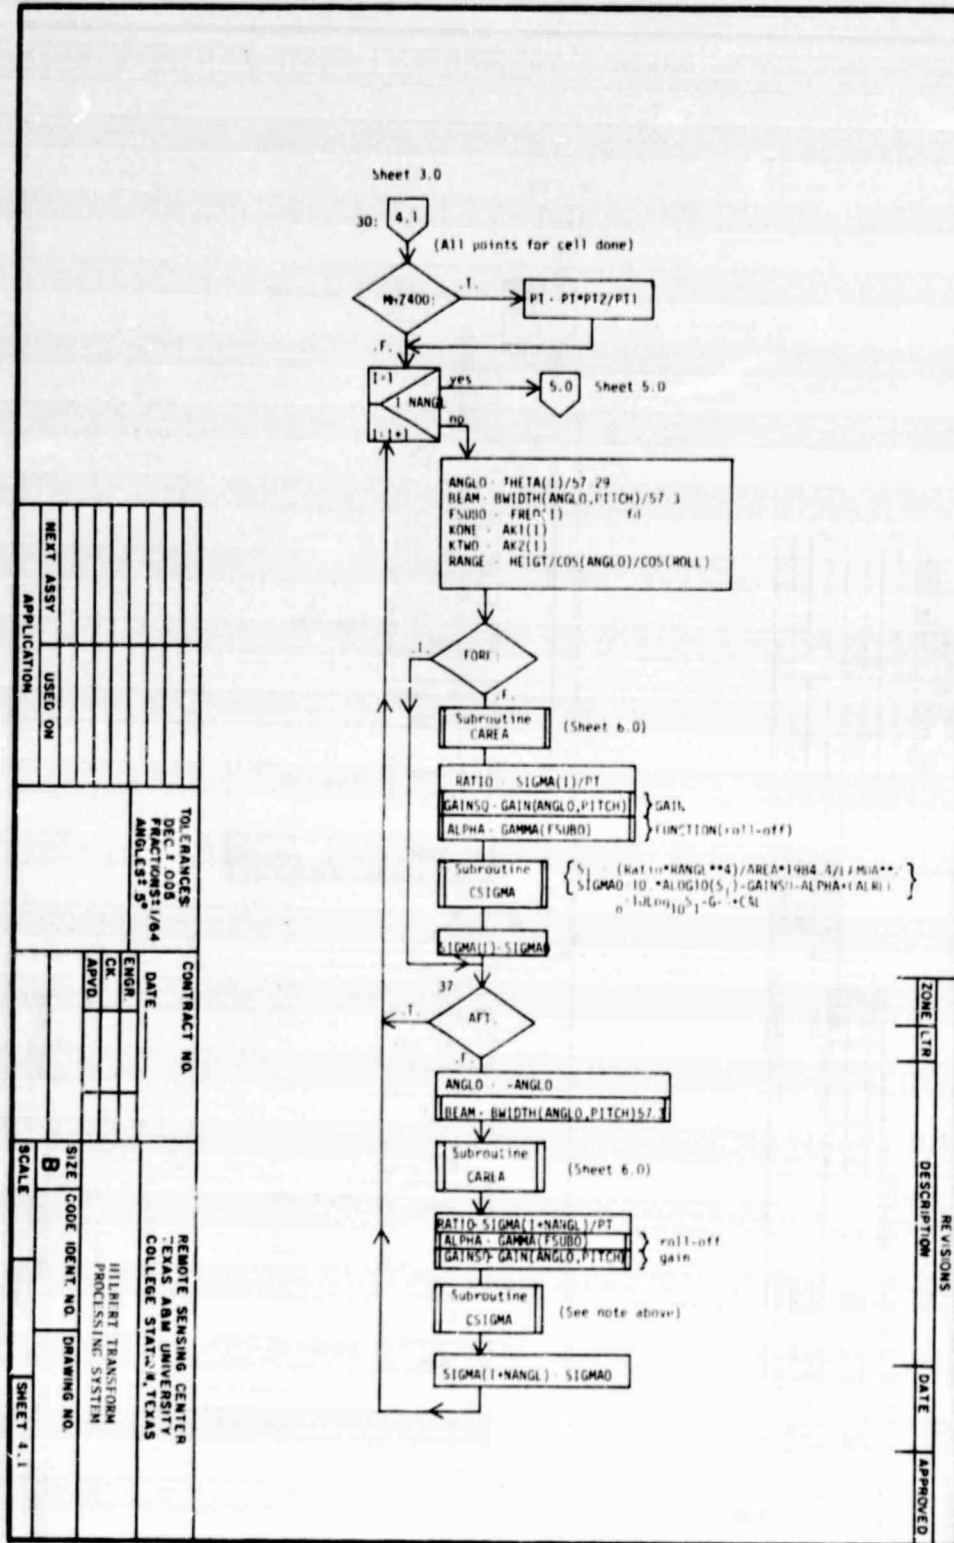 Sheet 3.0
30: 4.1
(All points for cell done)
.T.
PT - PT*PT2/PT1
.F.
I-1
yes
5.0 Sheet 5.0
I NANGL
no
ANGLO - THETA(I)/57.29
BEAM - BWIDTH(ANGLO,PITCH)/57.3
FSUBO - FREQ(I)
KONE - AK1(I)
KTWO - AK2(I)
RANGE - HEIGT/COS(ANGLO)/COS(ROLL)
.T. FORE.
.F.
Subroutine
CAREA
(Sheet 6.0)
RATIO - SIGMA(I)/PT
GAINSQ - GAIN(ANGLO,PITCH) } GAIN
ALPHA - GAMMA(FSUBO) } FUNCTION(roll-off)
Subroutine
CSIGMA
(Ratio*RANGE**4)/AREA*1984.4/
SIGMAO-10.*ALOG10(S1)-GAINSQ-ALPHA+
SIGMA(I)-SIGMAO
37
.T. AFT.
.F.
ANGLO - -ANGLO
BEAM - BWIDTH(ANGLO,PITCH)57.3
Subroutine
CAREA
(Sheet 6.0)
RATIO-SIGMA(I+NANGL)/PT
ALPHA - GAMMA(FSUBO) } roll-off
GAINSQ-GAIN(ANGLO,PITCH) } gain
Subroutine
CSIGMA
(See note above)
SIGMA(I+NANGL) - SIGMAO
REVISIONS
ZONE LTR DESCRIPTION DATE APPROVED
NEXT ASSY USED ON
APPLICATION
TOLERANCES:
DEC ± .005
FRACTIONS ± 1/64
ANGLES ± .5°
CONTRACT NO.
DATE
ENGR.
CK.
APVD.
REMOTE SENSING CENTER
TEXAS A&M UNIVERSITY
COLLEGE STATION, TEXAS
HILBERT TRANSFORM
PROCESSING SYSTEM
SIZE CODE IDENT. NO. DRAWING NO.
B
SCALE SHEET 4.1